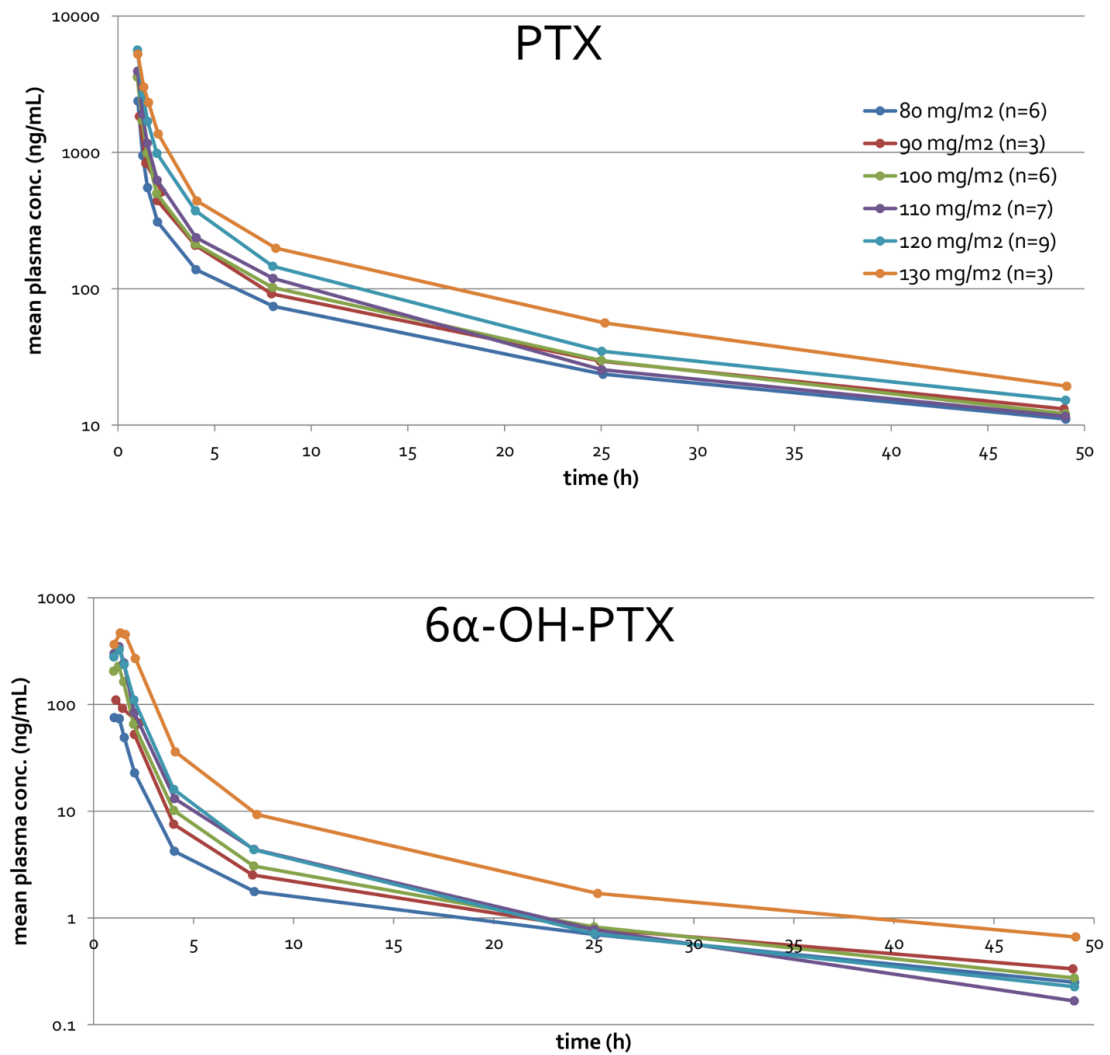 PTX
10000
1000
100
10
mean plasma conc. (ng/mL)
80 mg/m2 (n=6)
90 mg/m2 (n=3)
100 mg/m2 (n=6)
110 mg/m2 (n=7)
120 mg/m2 (n=9)
130 mg/m2 (n=3)
0 5 10 15 20 25 30 35 40 45 50
time (h)
6α-OH-PTX
1000
100
10
1
0.1
mean plasma conc. (ng/mL)
0 5 10 15 20 25 30 35 40 45 50
time (h)